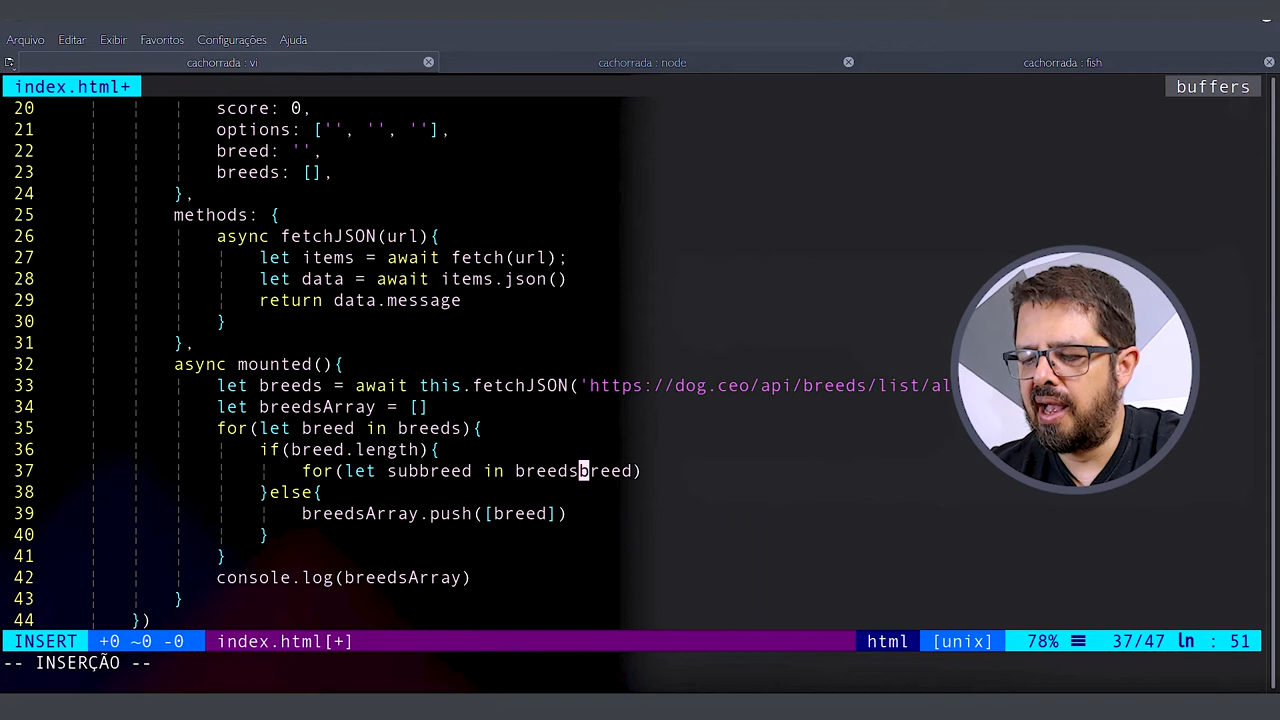 Arquivo Editar Exibir Favoritos Configurações Ajuda
cachorrada : vi cachorrada : node cachorrada : fish
index.html+ buffers
20 score: 0,
21 options: ['', '', ''],
22 breed: '',
23 breeds: [],
24 },
25 methods: {
26 async fetchJSON(url){
27 let items = await fetch(url);
28 let data = await items.json()
29 return data.message
30 }
31 },
32 async mounted(){
33 let breeds = await this.fetchJSON('https://dog.ceo/api/breeds/list/al
34 let breedsArray = []
35 for(let breed in breeds){
36 if(breed.length){
37 for(let subbreed in breedsbreed)
38 }else{
39 breedsArray.push([breed])
40 }
41 }
42 console.log(breedsArray)
43 }
44 })
INSERT +0 ~0 -0 index.html[+] html [unix] 78% ☰ 37/47 ln : 51
-- INSERÇÃO --